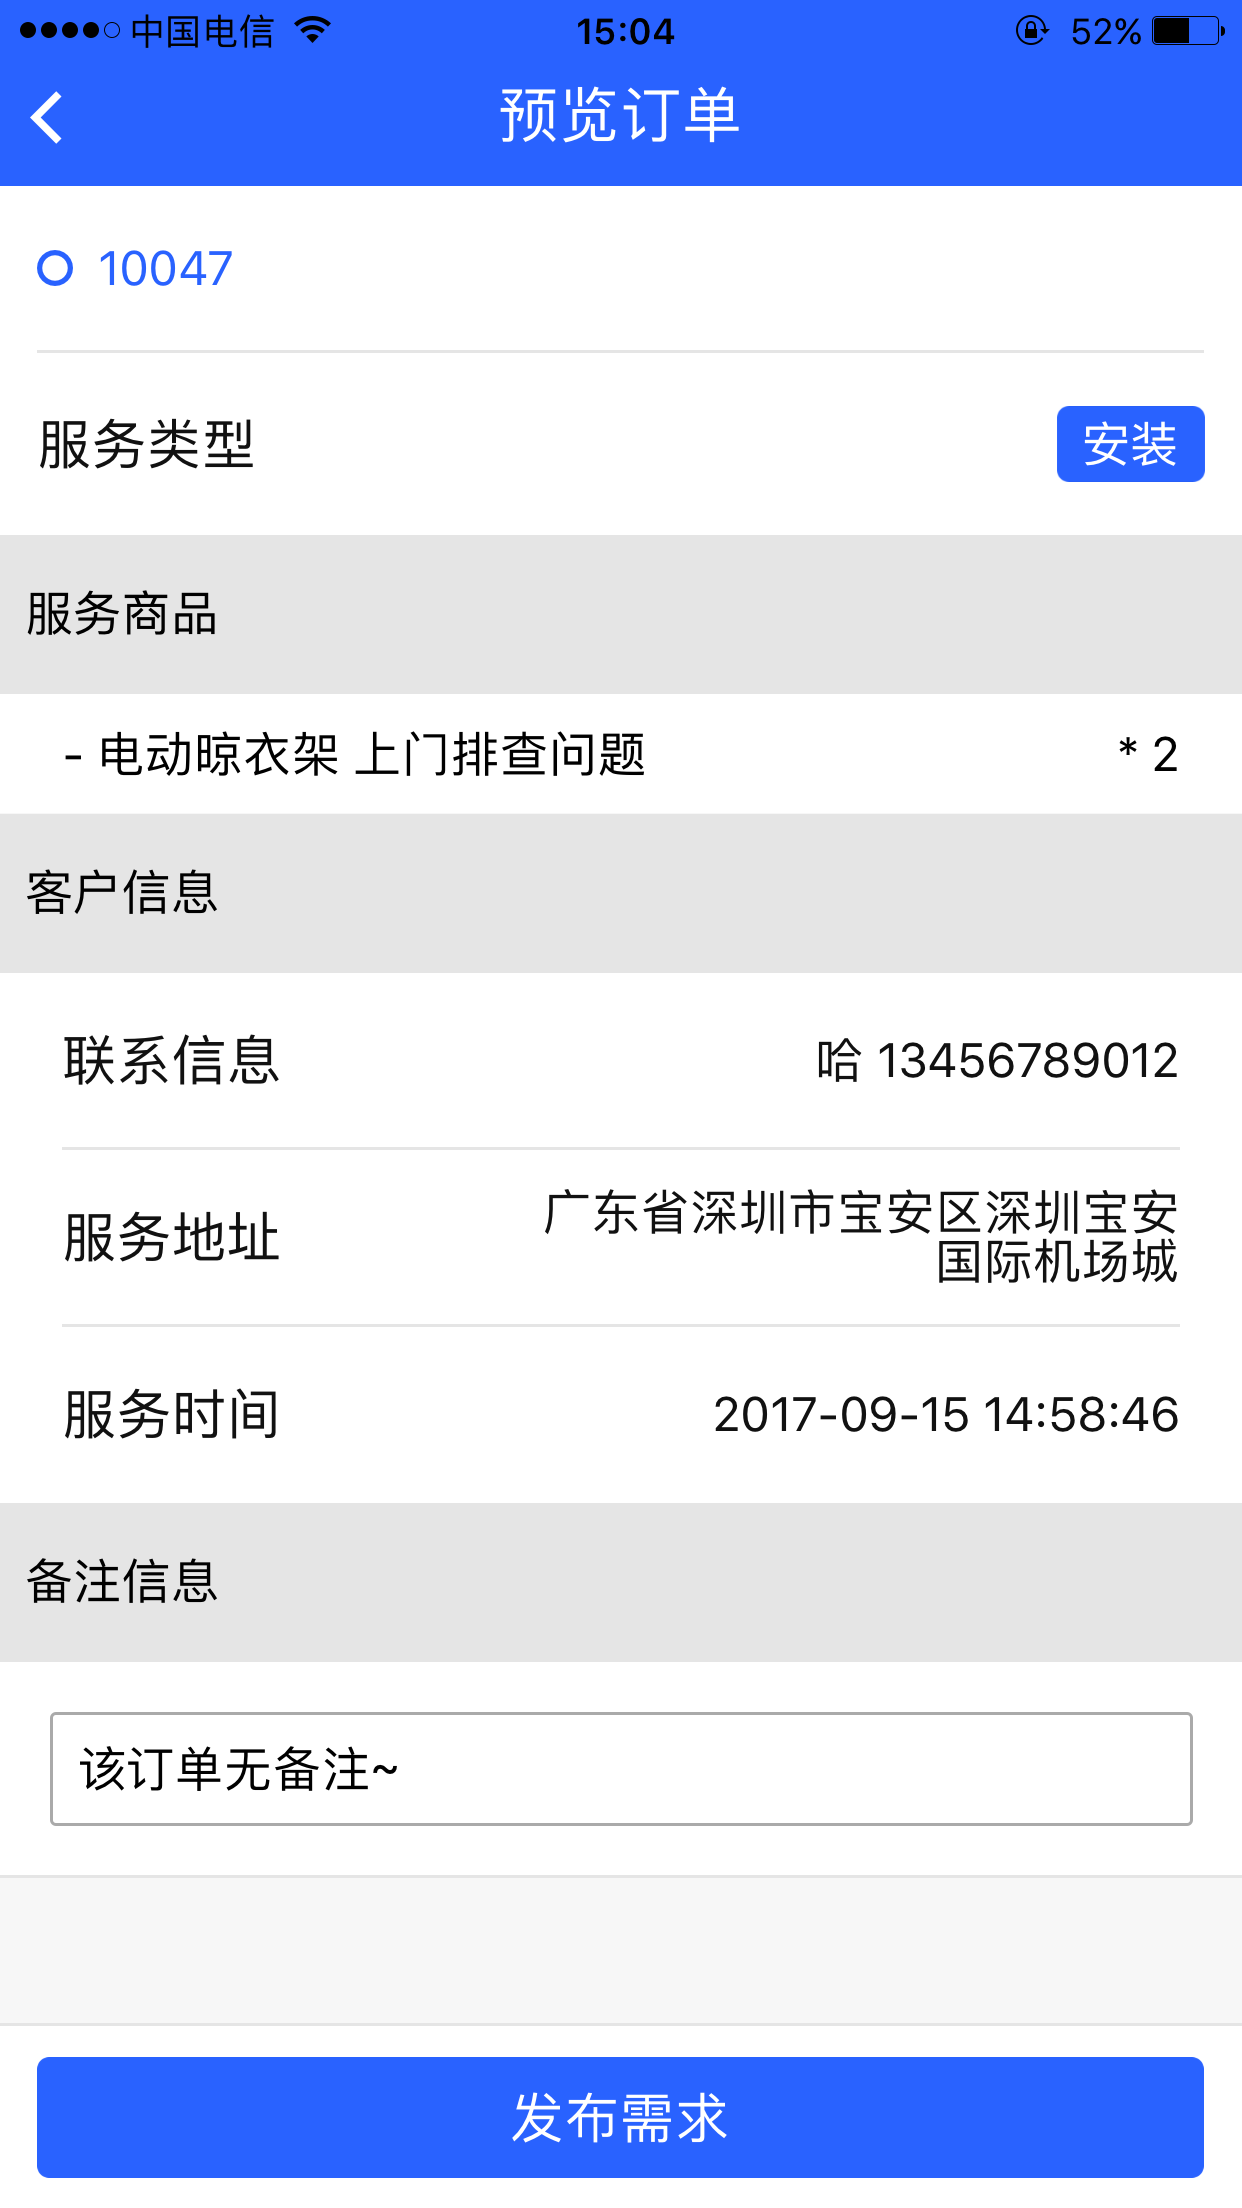 中国电信 15:04 52%
预览订单
10047
服务类型 安装
服务商品
- 电动晾衣架 上门排查问题 * 2
客户信息
联系信息 哈 13456789012
服务地址 广东省深圳市宝安区深圳宝安
国际机场城
服务时间 2017-09-15 14:58:46
备注信息
该订单无备注~
发布需求